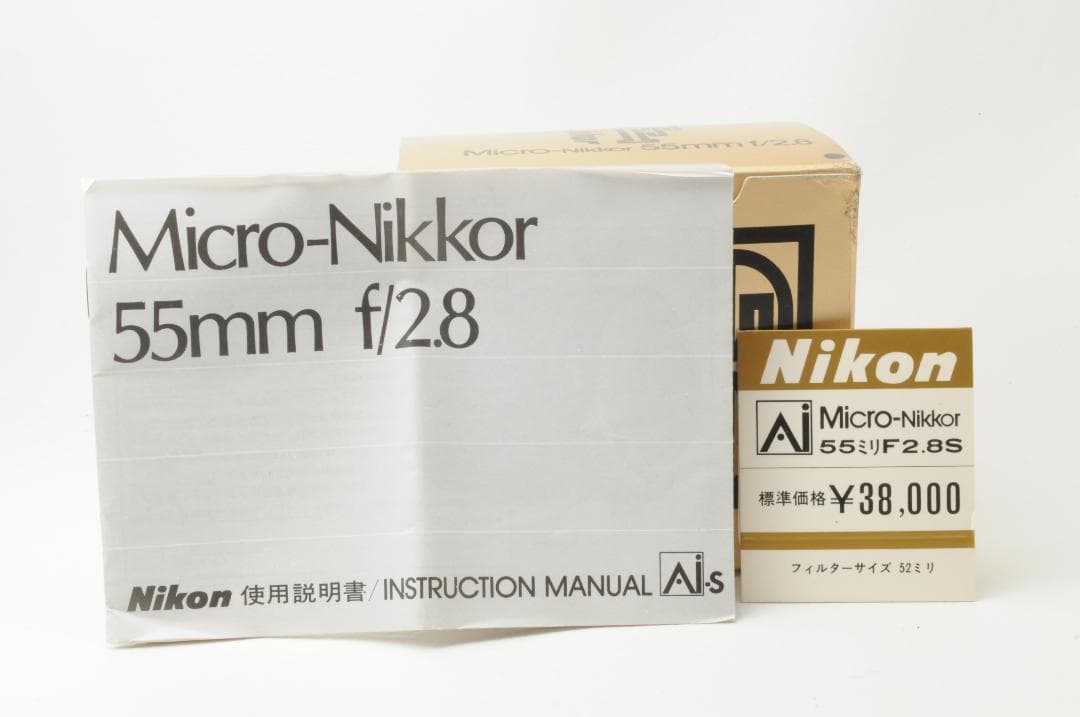 Micro-Nikkor 55mm f/2.8
Micro-Nikkor
55mm f/2.8
Nikon 使用説明書/INSTRUCTION MANUAL Ai-S
Nikon
Ai Micro-Nikkor
55ミリF2.8S
標準価格 ¥38,000
フィルターサイズ 52ミリ